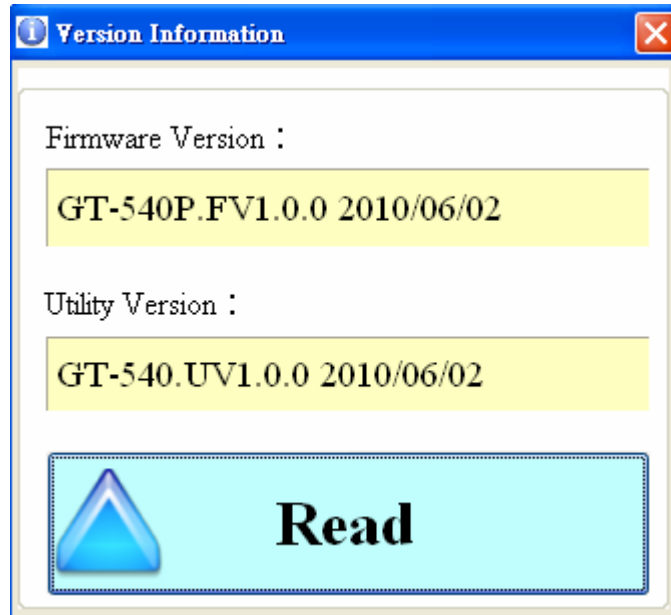 Version Information
Firmware Version：
GT-540P.FV1.0.0 2010/06/02
Utility Version：
GT-540.UV1.0.0 2010/06/02
Read